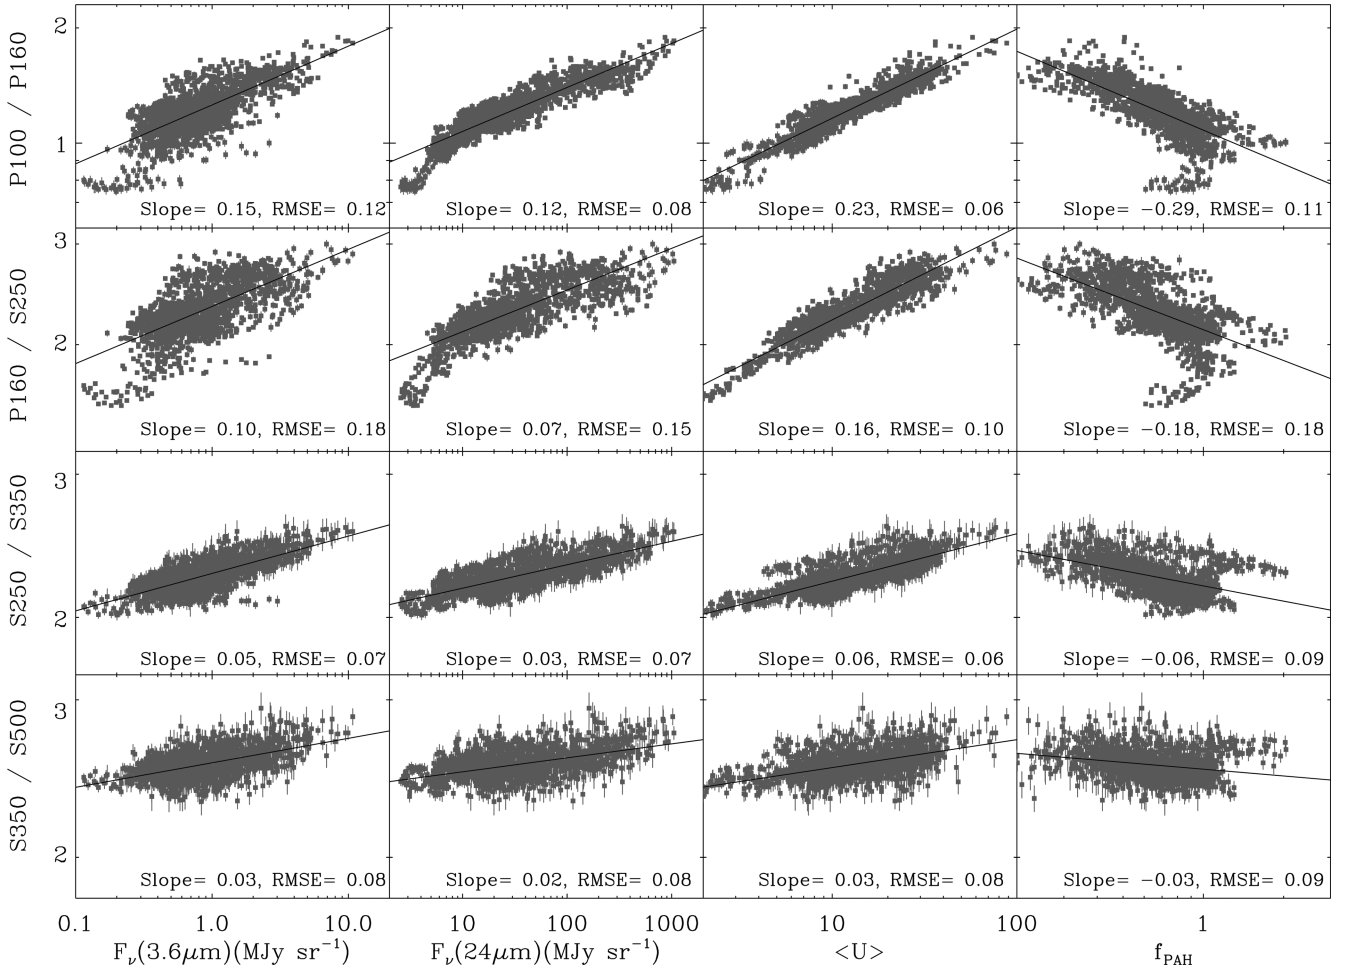 P100 / P160
2
1
Slope= 0.15, RMSE= 0.12
Slope= 0.12, RMSE= 0.08
Slope= 0.23, RMSE= 0.06
Slope= −0.29, RMSE= 0.11
P160 / S250
3
2
Slope= 0.10, RMSE= 0.18
Slope= 0.07, RMSE= 0.15
Slope= 0.16, RMSE= 0.10
Slope= −0.18, RMSE= 0.18
S250 / S350
3
2
Slope= 0.05, RMSE= 0.07
Slope= 0.03, RMSE= 0.07
Slope= 0.06, RMSE= 0.06
Slope= −0.06, RMSE= 0.09
S350 / S500
3
2
Slope= 0.03, RMSE= 0.08
Slope= 0.02, RMSE= 0.08
Slope= 0.03, RMSE= 0.08
Slope= −0.03, RMSE= 0.09
0.1 1.0 10.0 10 100 1000 10 100 1
Fν(3.6μm)(MJy sr⁻¹)
Fν(24μm)(MJy sr⁻¹)
<U>
fPAH